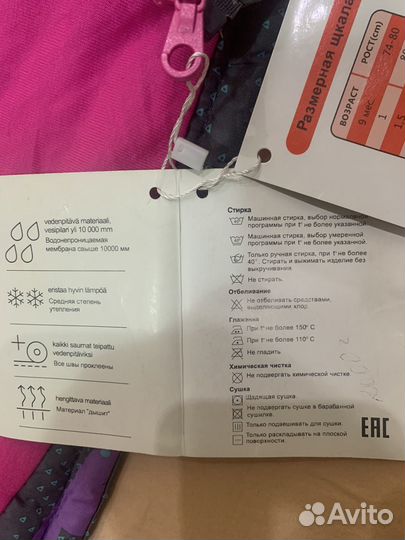 Размерная шкала
ВОЗРАСТ
РОСТ(cm)
9 мес.
74-80
1
80
1,5
vedenpitävä materiaali,
vesipilari yli 10 000 mm
Водонепроницаемая
мембрана свыше 10000 мм
eristaa hyvin lämpöä
Средняя степень
утепления
kaikki saumat teipattu
vedenpitäviksi
Все швы проклеены
hengittava materiaali
Материал "дышит"
Стирка
Машинная стирка, выбор нормальной
программы при t° не более указанной.
Машинная стирка, выбор умеренной
программы при t° не более указанной.
Только ручная стирка, при t° не более
40°. Стирать и выжимать изделие без
выкручивания.
Не стирать.
Отбеливание
Не отбеливать средствами,
выделяющими хлор.
Глажение
При t° не более 150° С
При t° не более 110° С
Не гладить
Химическая чистка
Не подвергать химической чистке.
Сушка
Щадящая сушка.
Не подвергать сушке в барабанной
сушилке.
Только подвешивать для сушки.
Только раскладывать на плоской
поверхности.
EAC
Avito